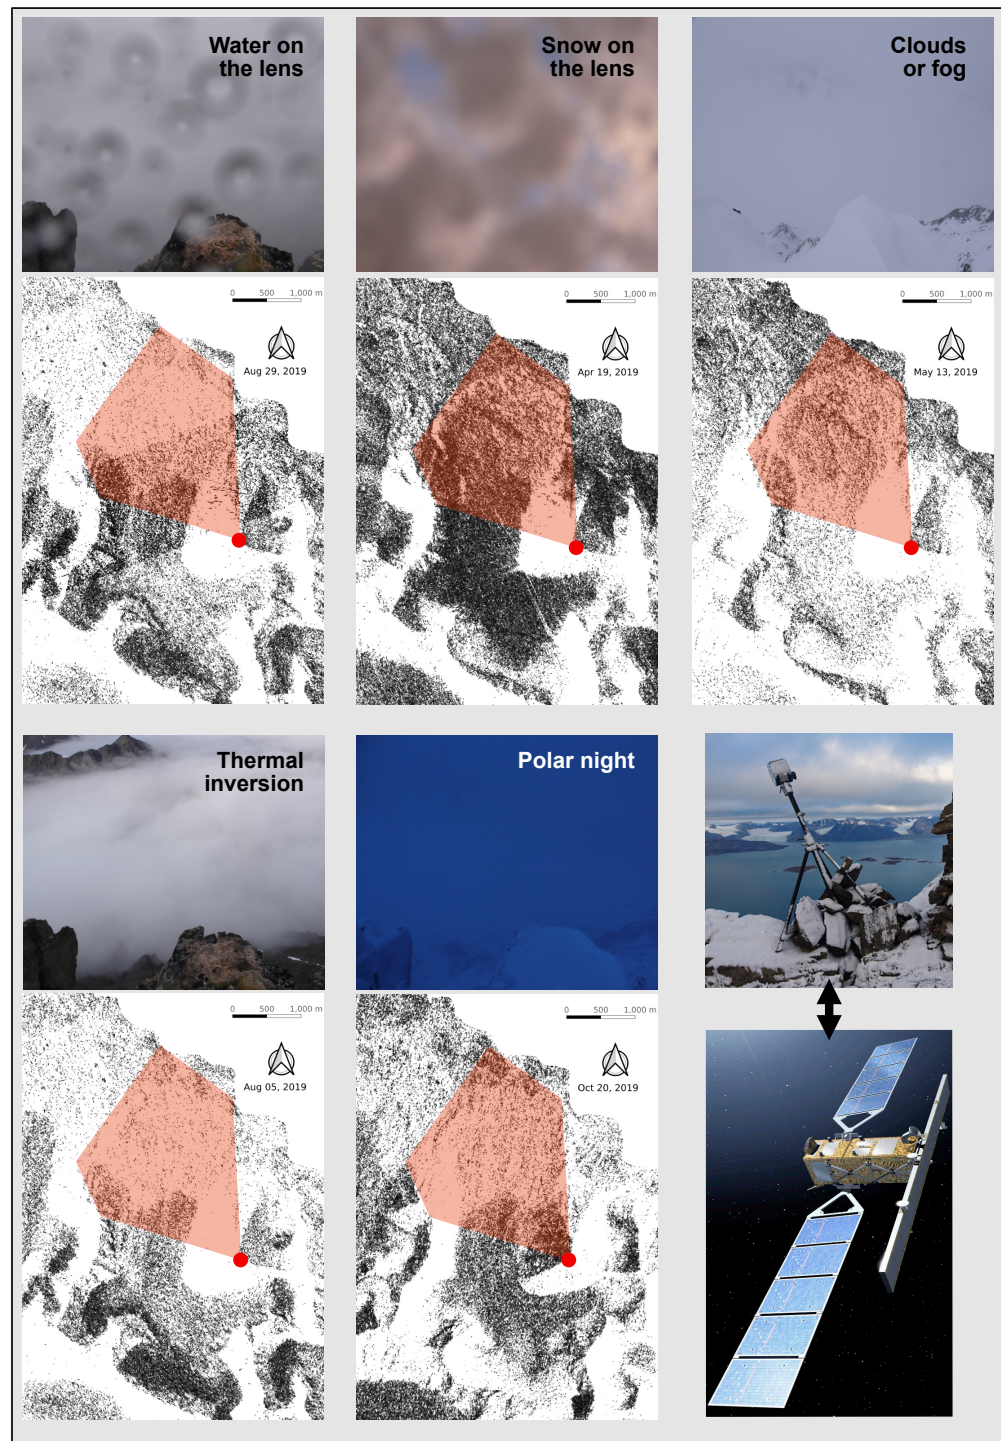 Water on
the lens
Snow on
the lens
Clouds
or fog
0 500 1,000 m
Aug 29, 2019
0 500 1,000 m
Apr 19, 2019
0 500 1,000 m
May 13, 2019
Thermal
inversion
Polar night
0 500 1,000 m
Aug 05, 2019
0 500 1,000 m
Oct 20, 2019